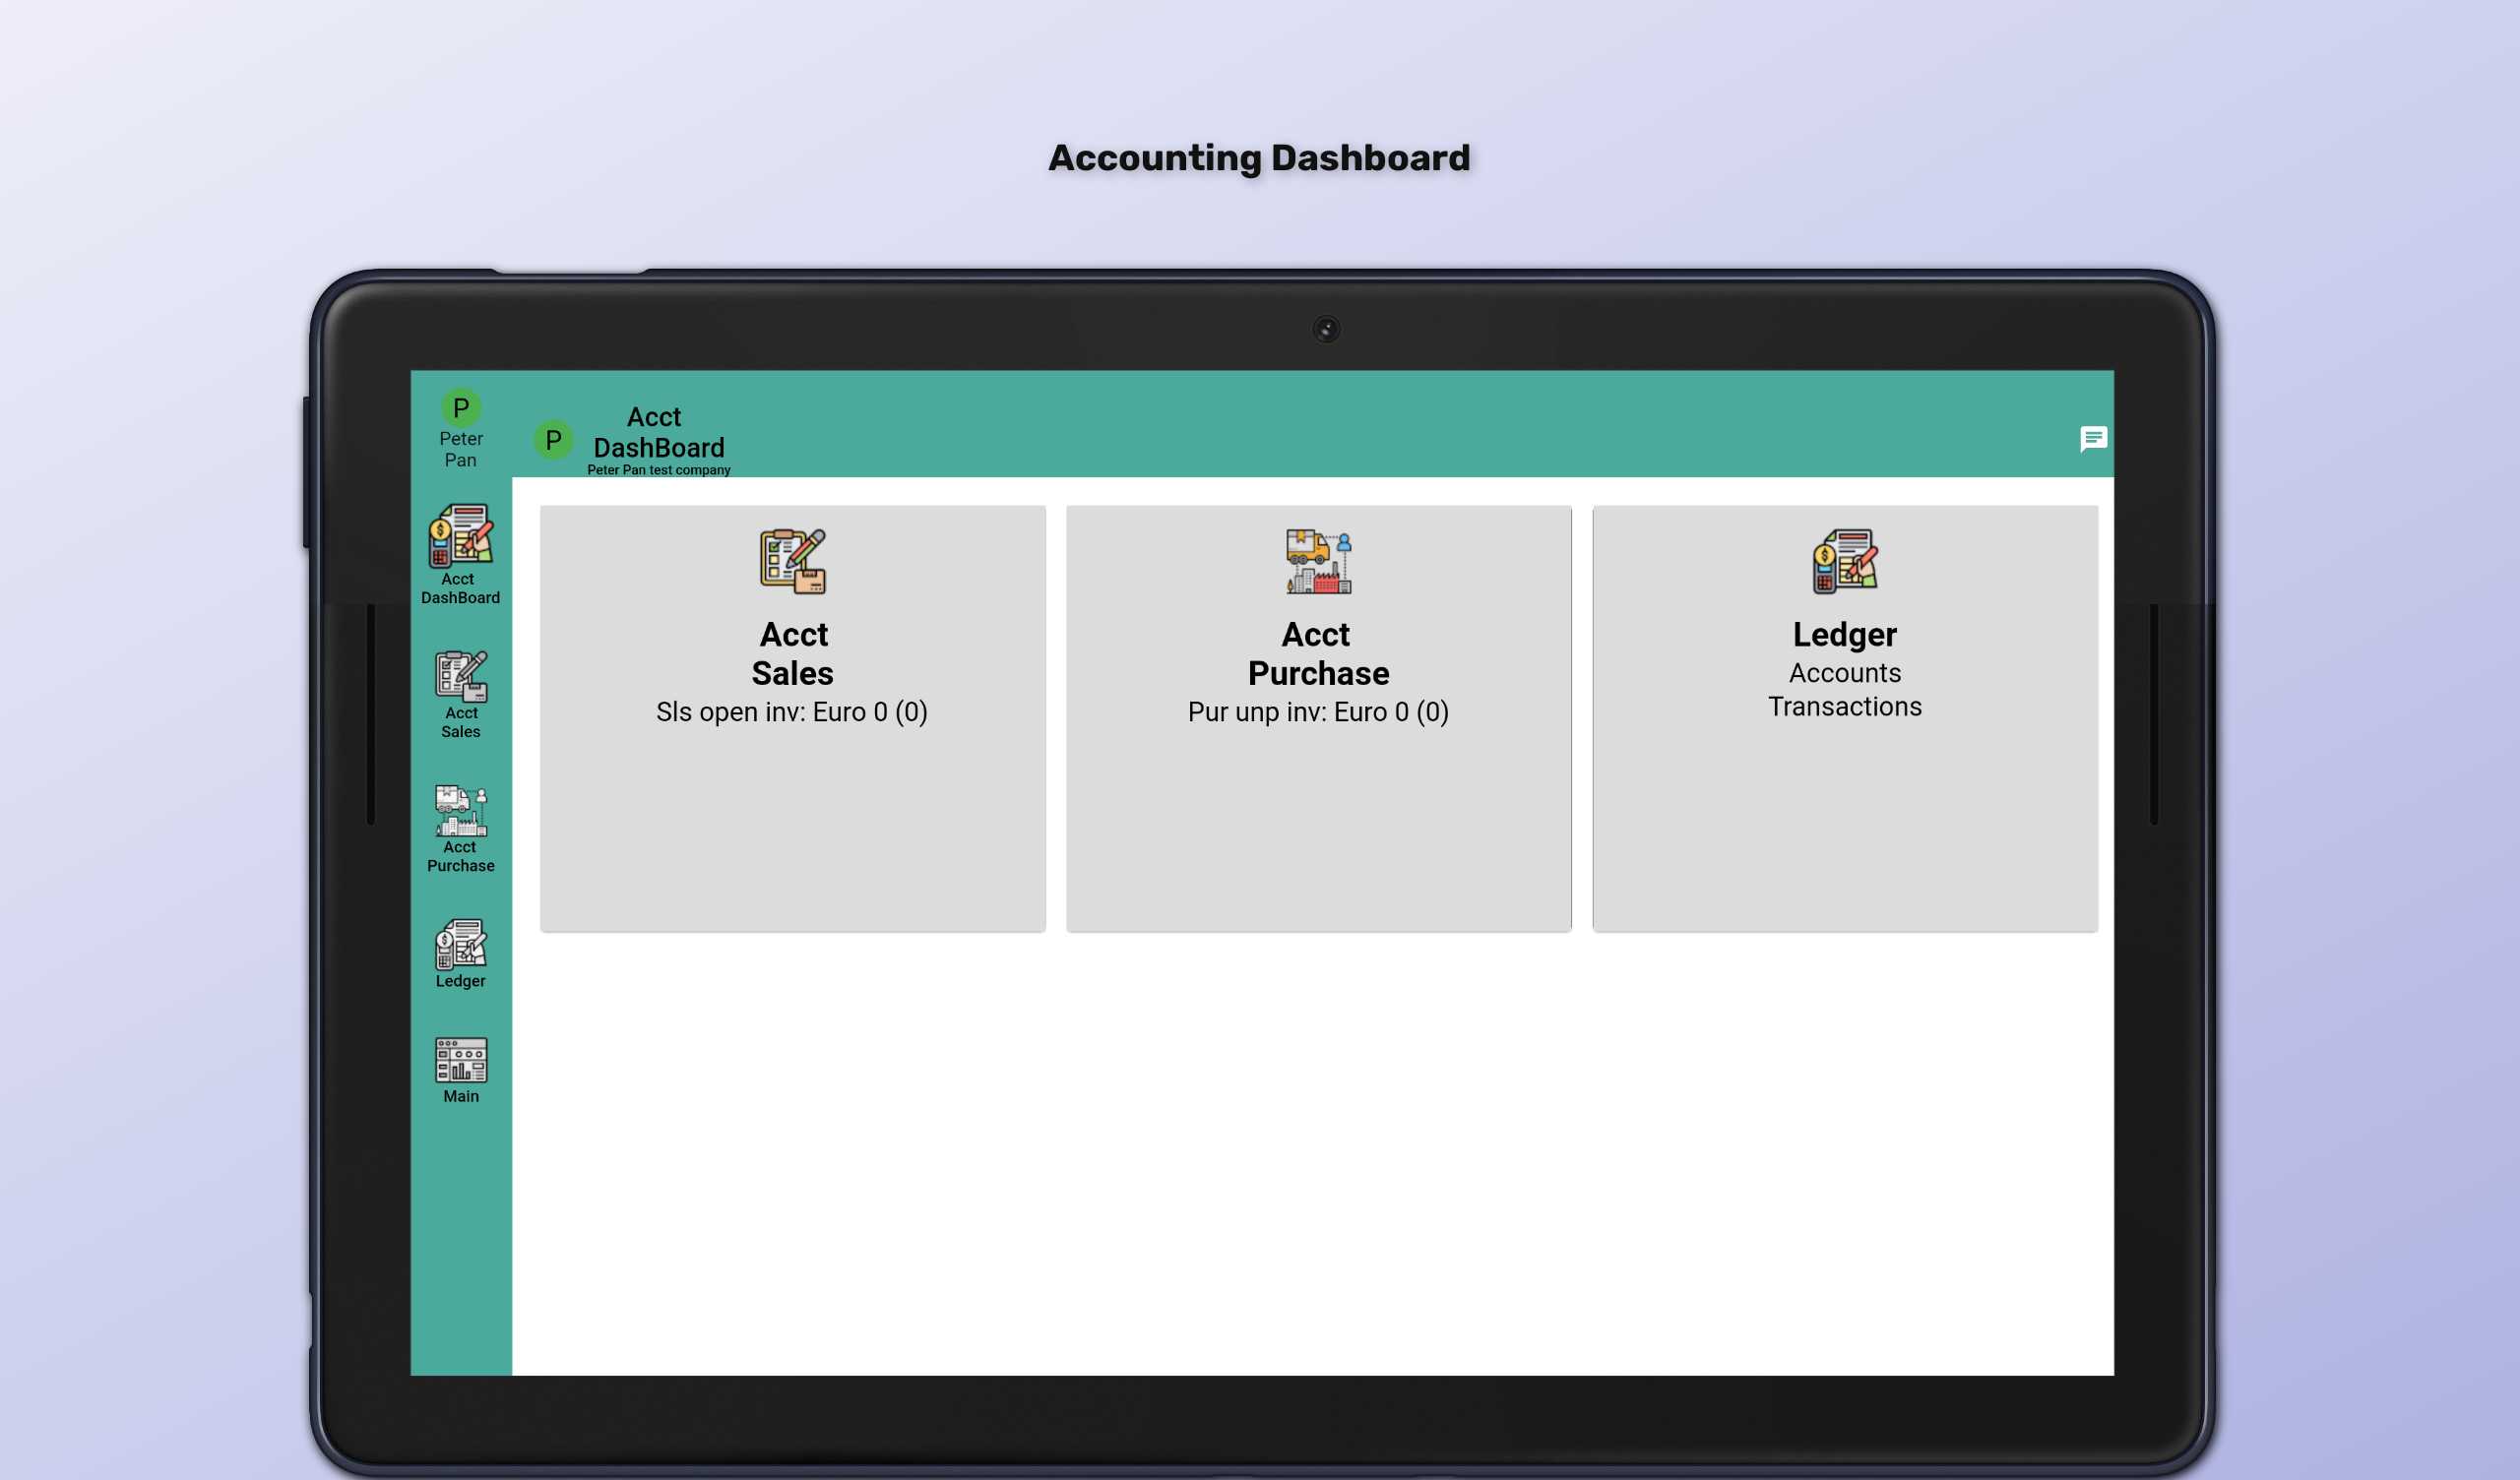 Accounting Dashboard
P
Peter
Pan
P
Acct
DashBoard
Peter Pan test company
Acct
DashBoard
Acct
Sales
Acct
Purchase
Ledger
Main
Acct
Sales
Sls open inv: Euro 0 (0)
Acct
Purchase
Pur unp inv: Euro 0 (0)
Ledger
Accounts
Transactions